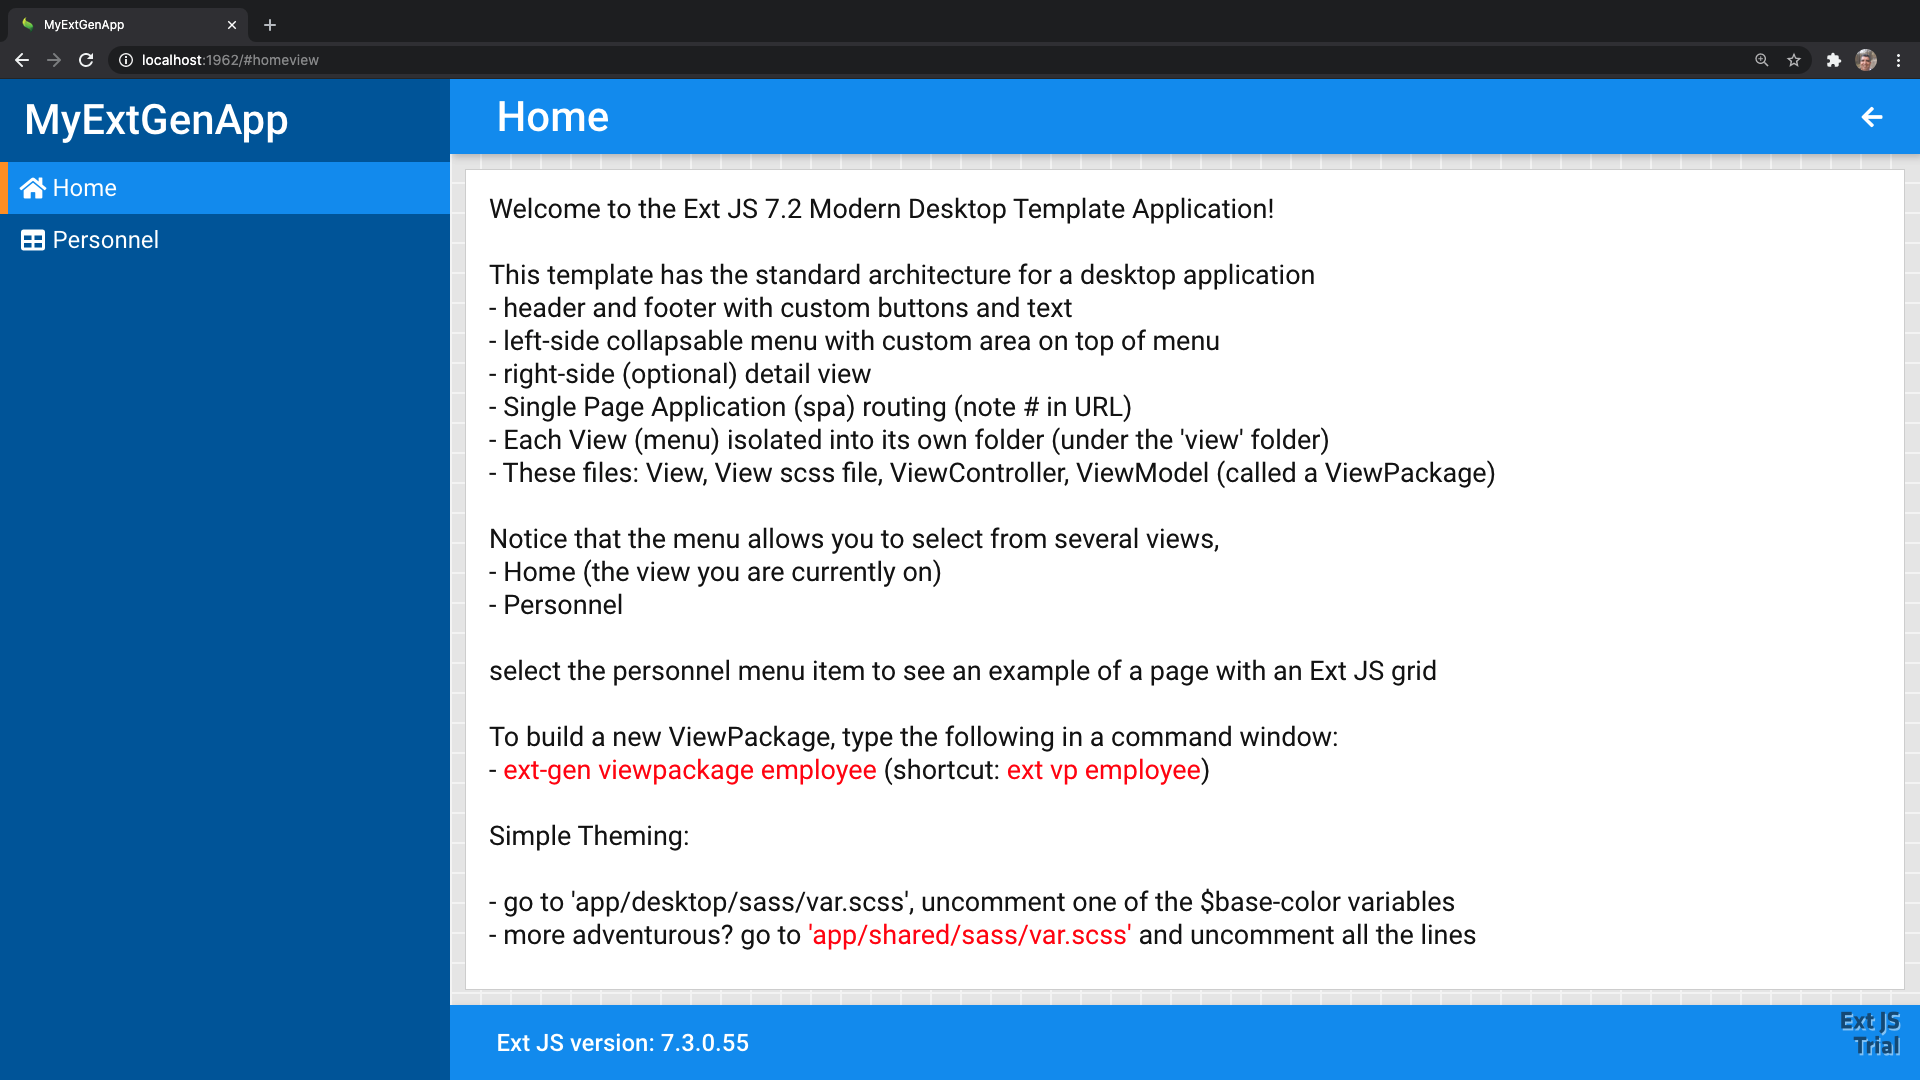 MyExtGenApp
localhost:1962/#homeview
MyExtGenApp
Home
Home
Personnel
Welcome to the Ext JS 7.2 Modern Desktop Template Application!
This template has the standard architecture for a desktop application
- header and footer with custom buttons and text
- left-side collapsable menu with custom area on top of menu
- right-side (optional) detail view
- Single Page Application (spa) routing (note # in URL)
- Each View (menu) isolated into its own folder (under the 'view' folder)
- These files: View, View scss file, ViewController, ViewModel (called a ViewPackage)
Notice that the menu allows you to select from several views,
- Home (the view you are currently on)
- Personnel
select the personnel menu item to see an example of a page with an Ext JS grid
To build a new ViewPackage, type the following in a command window:
- ext-gen viewpackage employee (shortcut: ext vp employee)
Simple Theming:
- go to 'app/desktop/sass/var.scss', uncomment one of the $base-color variables
- more adventurous? go to 'app/shared/sass/var.scss' and uncomment all the lines
Ext JS version: 7.3.0.55
Ext JS
Trial